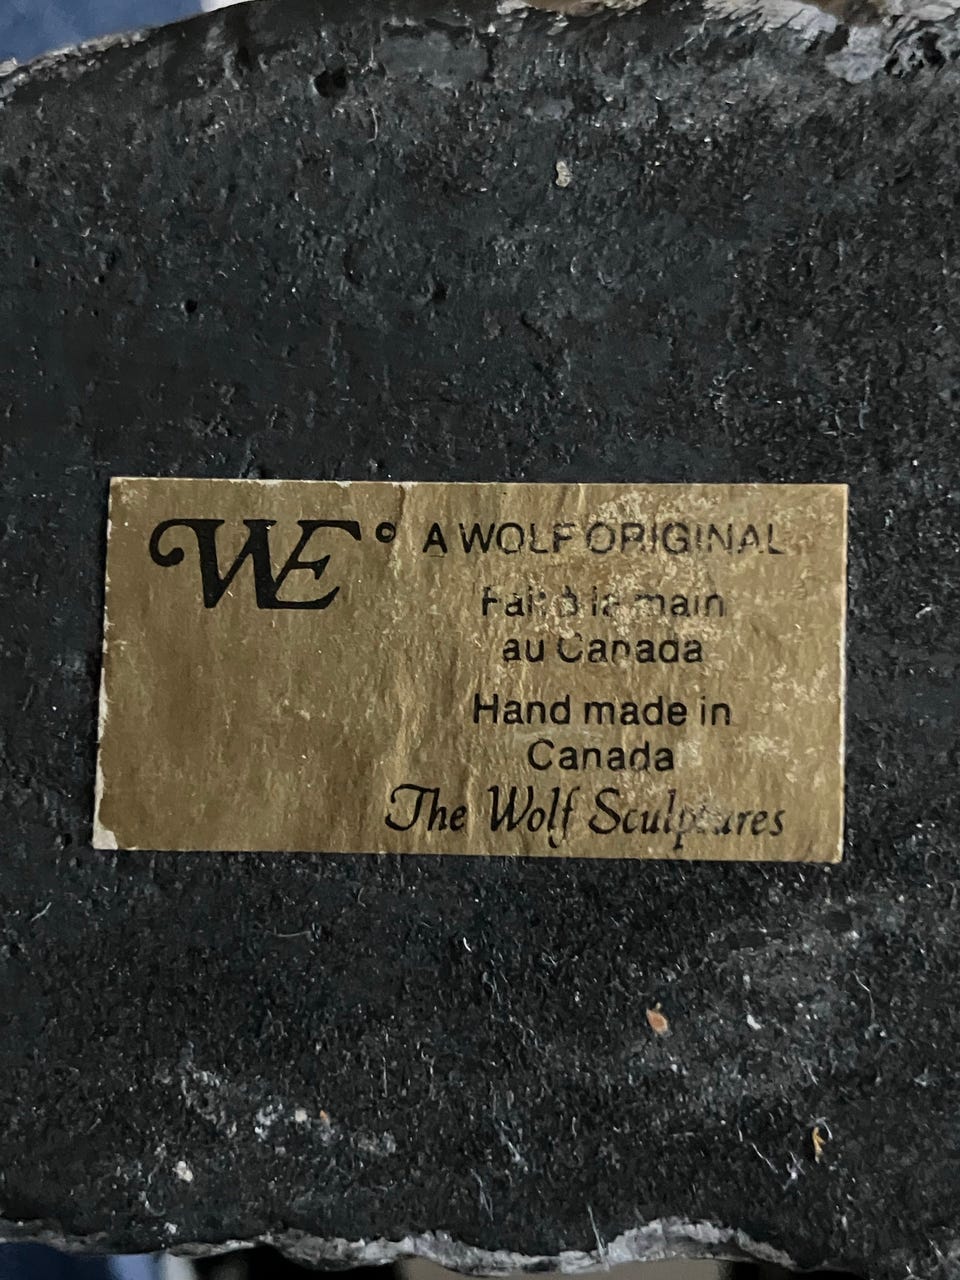 WE © A WOLF ORIGINAL
Fait à la main
au Canada
Hand made in
Canada
The Wolf Sculptures